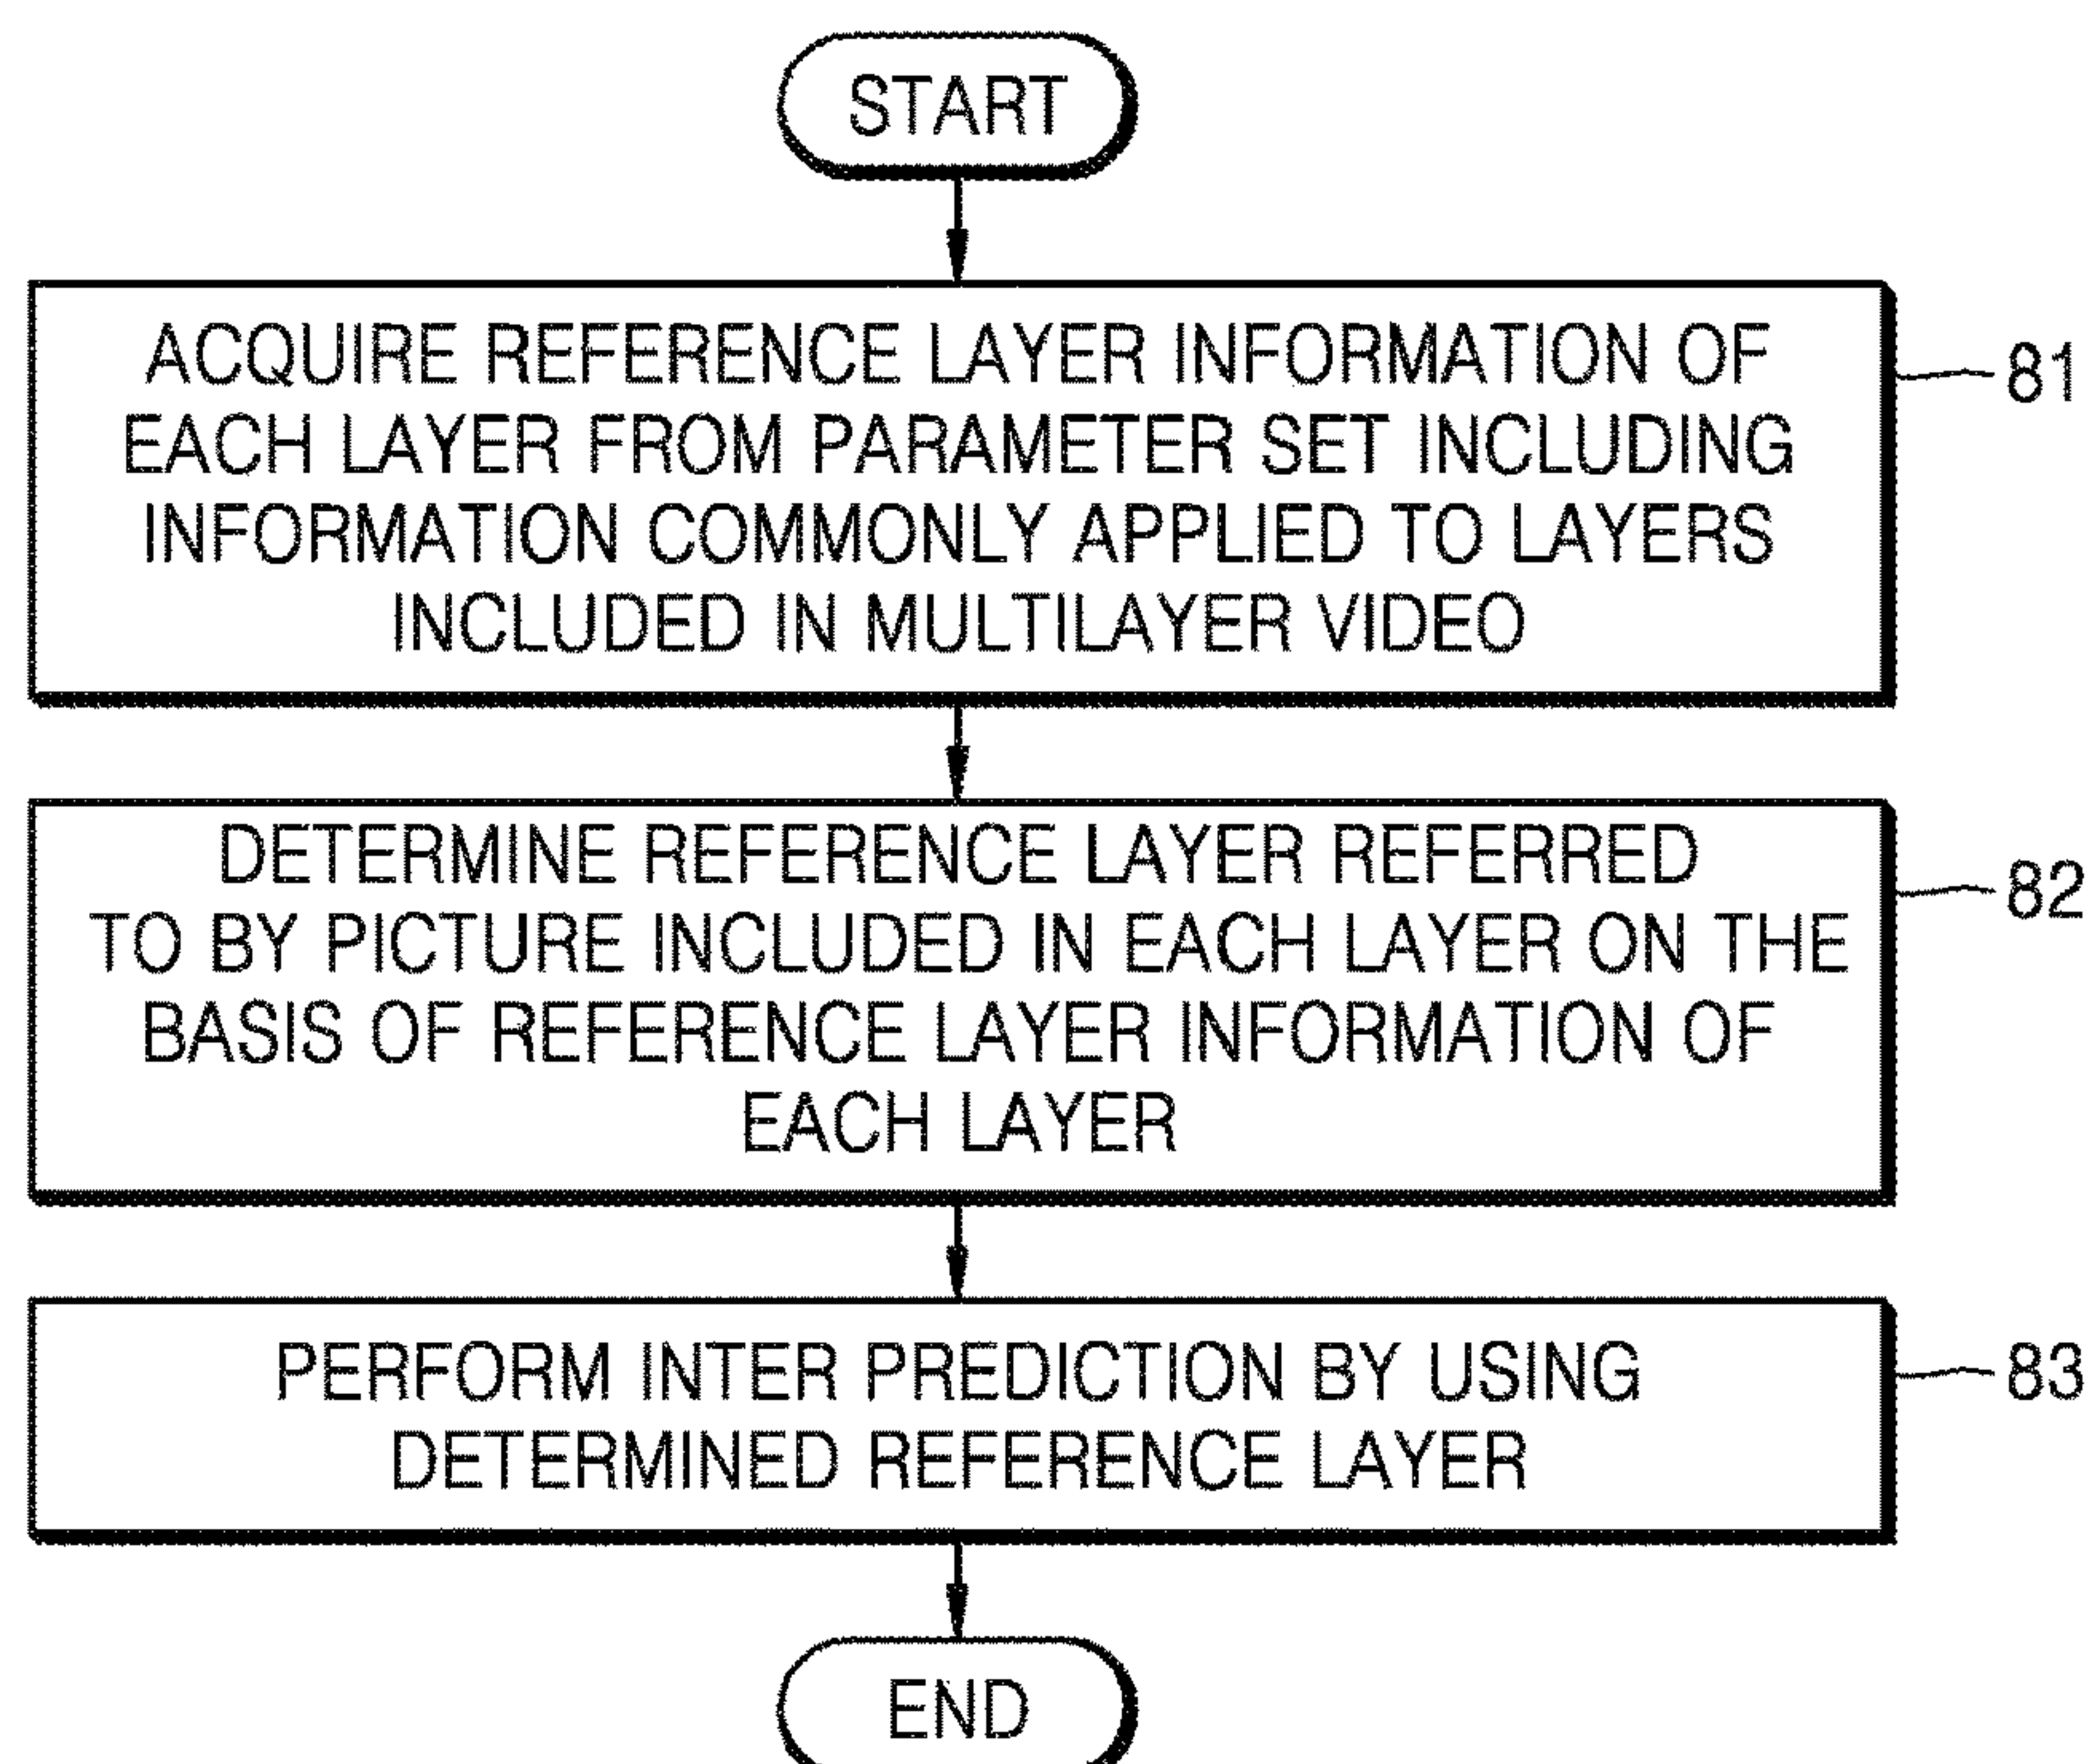 START
ACQUIRE REFERENCE LAYER INFORMATION OF
EACH LAYER FROM PARAMETER SET INCLUDING
INFORMATION COMMONLY APPLIED TO LAYERS
INCLUDED IN MULTILAYER VIDEO
81
DETERMINE REFERENCE LAYER REFERRED
TO BY PICTURE INCLUDED IN EACH LAYER ON THE
BASIS OF REFERENCE LAYER INFORMATION OF
EACH LAYER
82
PERFORM INTER PREDICTION BY USING
DETERMINED REFERENCE LAYER
83
END